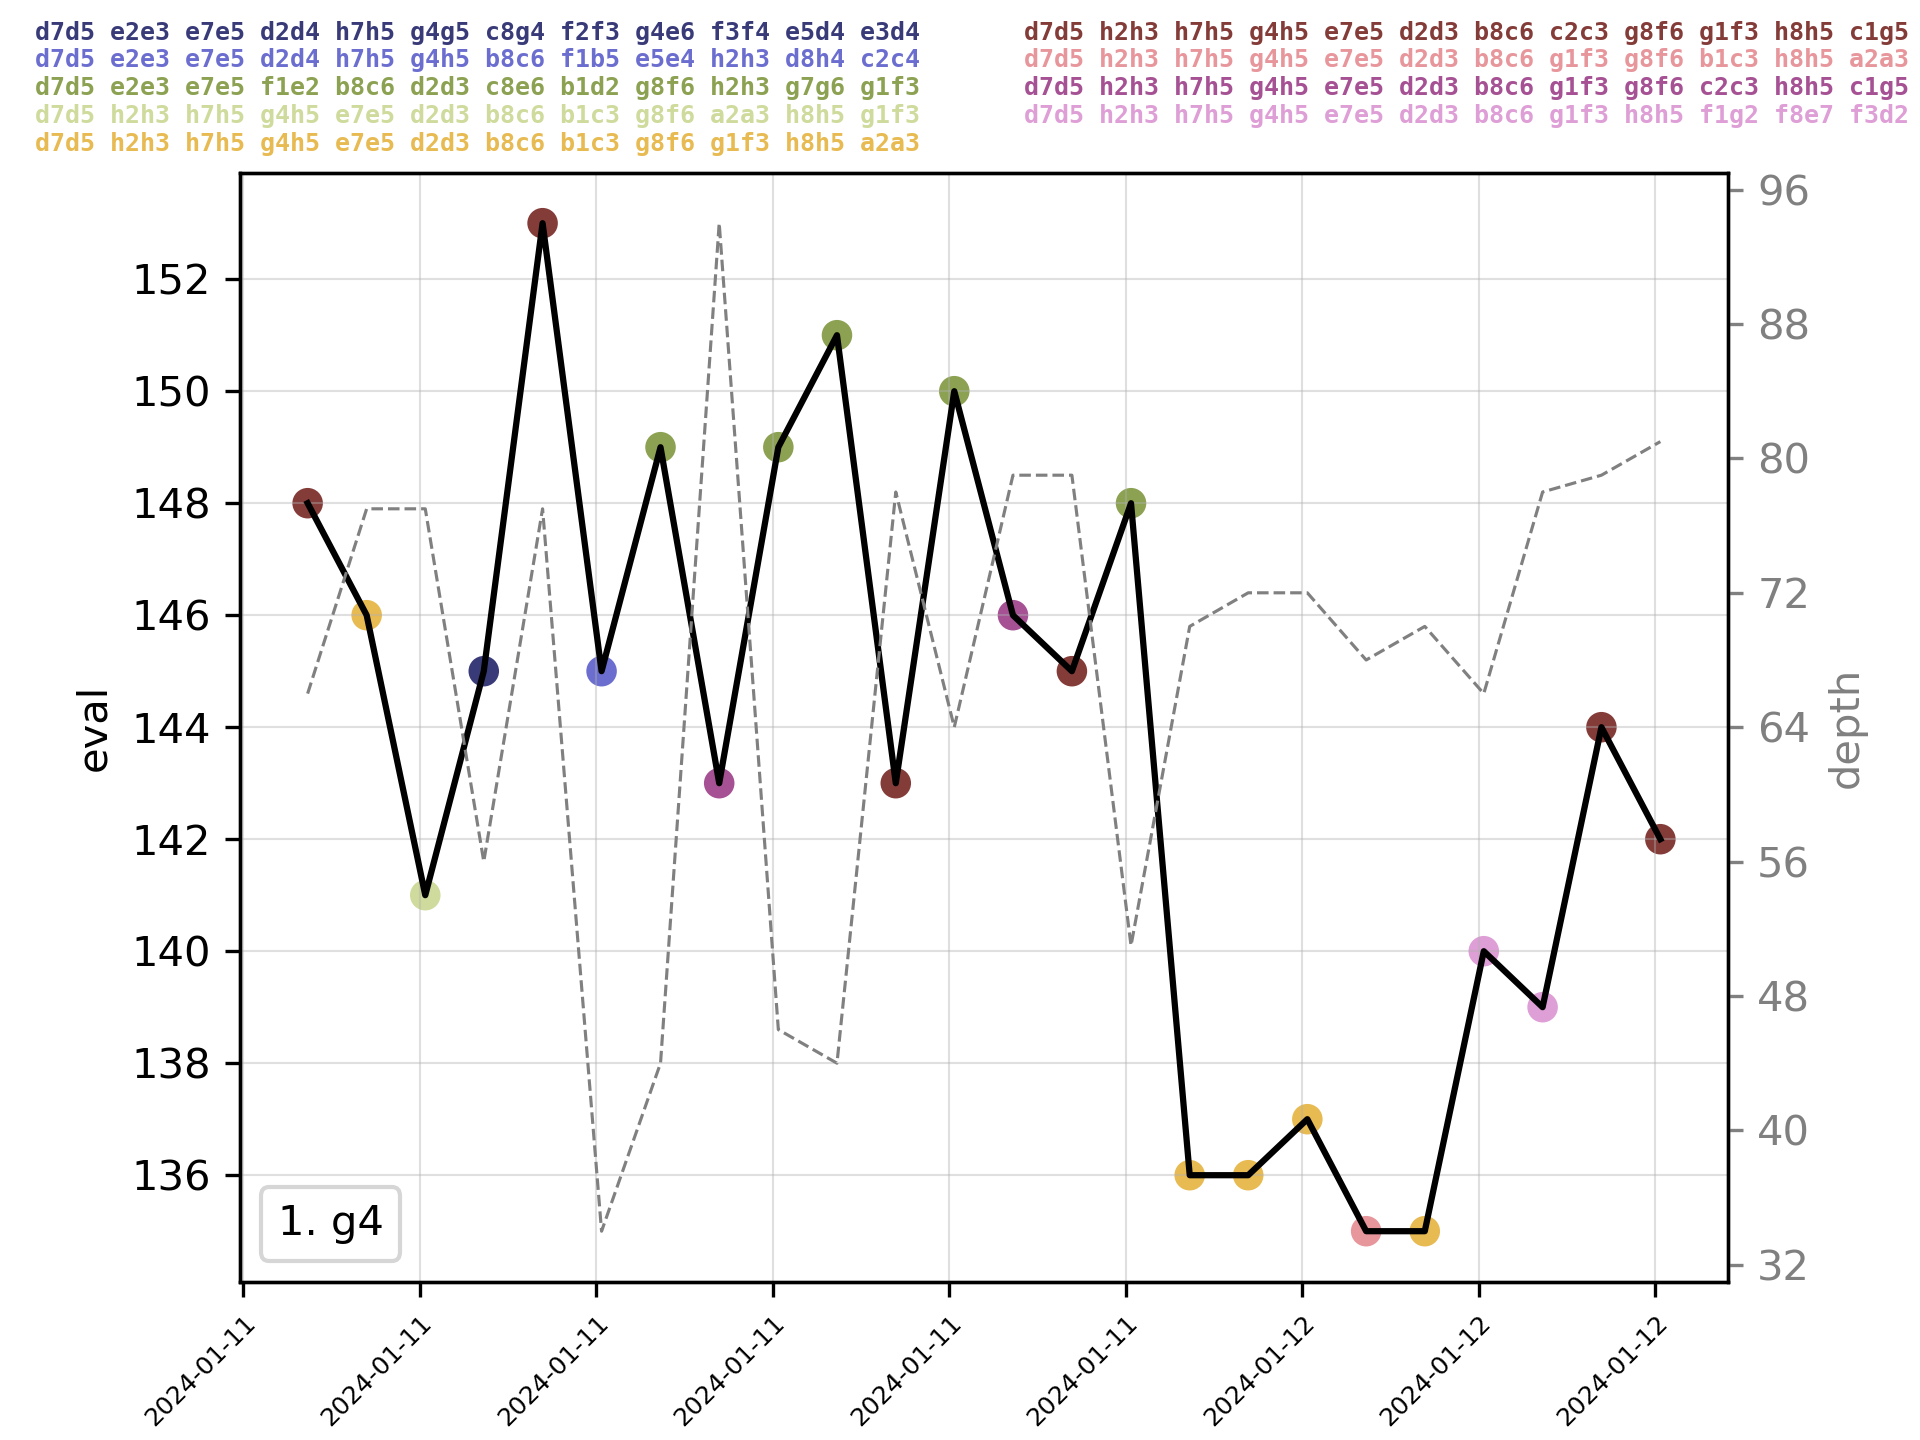 d7d5 e2e3 e7e5 d2d4 h7h5 g4g5 c8g4 f2f3 g4e6 f3f4 e5d4 e3d4
d7d5 e2e3 e7e5 d2d4 h7h5 g4h5 b8c6 f1b5 e5e4 h2h3 d8h4 c2c4
d7d5 e2e3 e7e5 f1e2 b8c6 d2d3 c8e6 b1d2 g8f6 h2h3 g7g6 g1f3
d7d5 h2h3 h7h5 g4h5 e7e5 d2d3 b8c6 b1c3 g8f6 a2a3 h8h5 g1f3
d7d5 h2h3 h7h5 g4h5 e7e5 d2d3 b8c6 b1c3 g8f6 g1f3 h8h5 a2a3
d7d5 h2h3 h7h5 g4h5 e7e5 d2d3 b8c6 c2c3 g8f6 g1f3 h8h5 c1g5
d7d5 h2h3 h7h5 g4h5 e7e5 d2d3 b8c6 g1f3 g8f6 b1c3 h8h5 a2a3
d7d5 h2h3 h7h5 g4h5 e7e5 d2d3 b8c6 g1f3 g8f6 c2c3 h8h5 c1g5
d7d5 h2h3 h7h5 g4h5 e7e5 d2d3 b8c6 g1f3 h8h5 f1g2 f8e7 f3d2
152
150
148
146
144
142
140
138
136
eval
96
88
80
72
64
56
48
40
32
depth
1. g4
2024-01-11
2024-01-11
2024-01-11
2024-01-11
2024-01-11
2024-01-11
2024-01-12
2024-01-12
2024-01-12